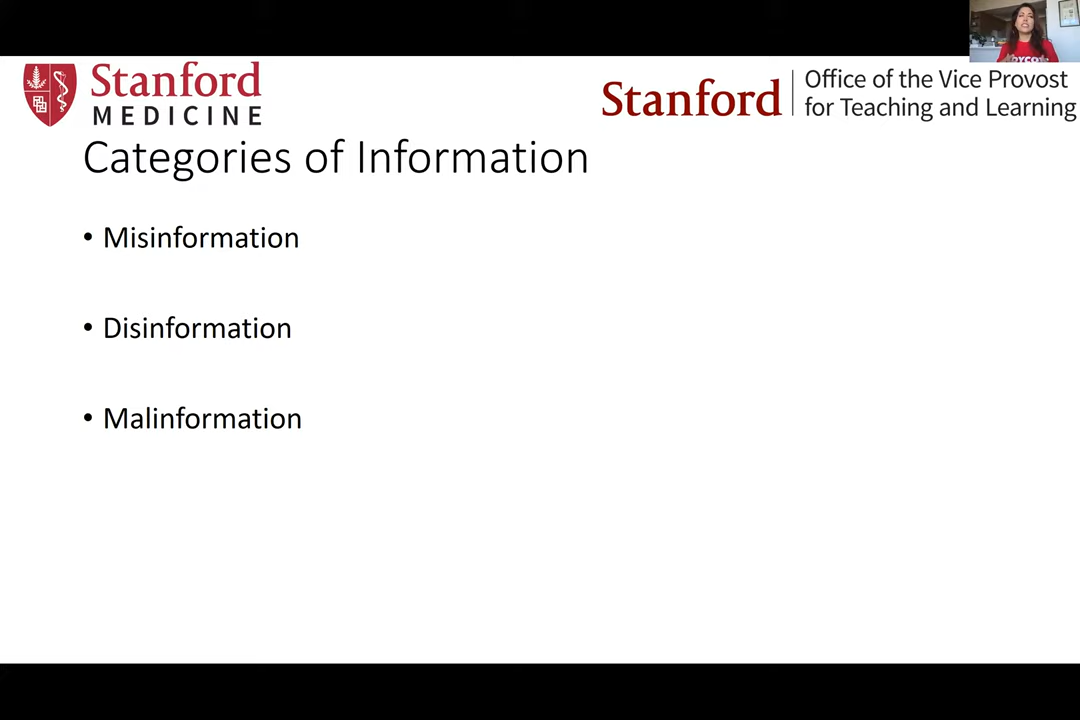 Stanford
MEDICINE
Stanford
Office of the Vice Provost
for Teaching and Learning
Categories of Information
• Misinformation
• Disinformation
• Malinformation